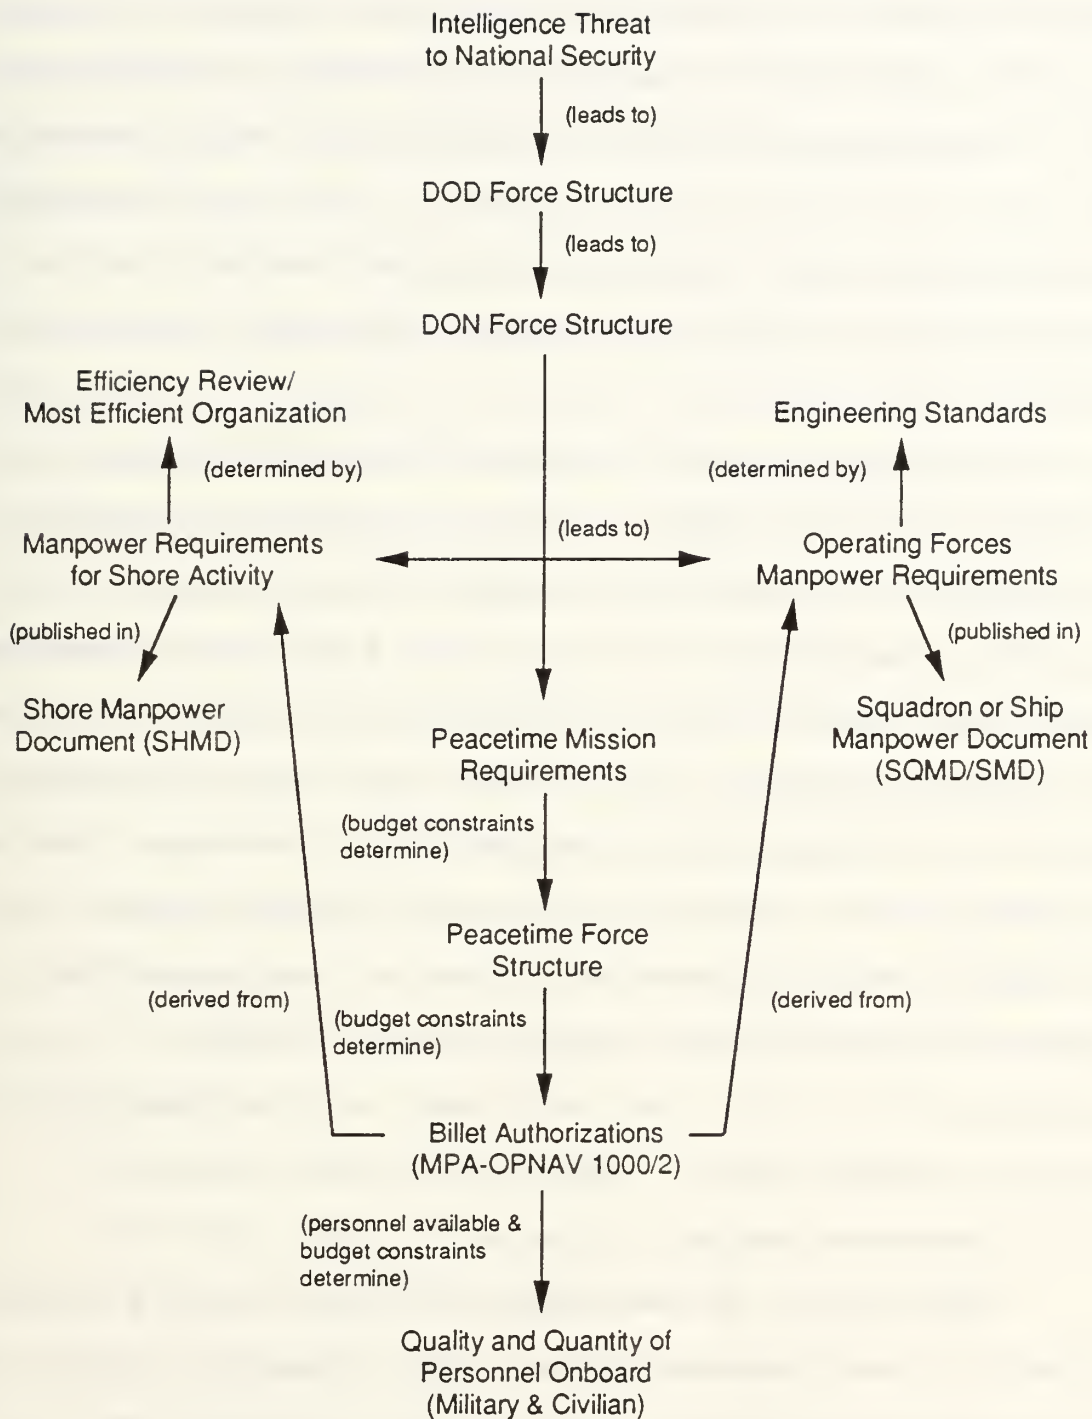 Intelligence Threat
to National Security
(leads to)
DOD Force Structure
(leads to)
DON Force Structure
Efficiency Review/
Most Efficient Organization
Engineering Standards
(determined by)
(determined by)
(leads to)
Manpower Requirements
for Shore Activity
Operating Forces
Manpower Requirements
(published in)
(published in)
Shore Manpower
Document (SHMD)
Squadron or Ship
Manpower Document
(SQMD/SMD)
Peacetime Mission
Requirements
(budget constraints
determine)
Peacetime Force
Structure
(derived from)
(budget constraints
determine)
(derived from)
Billet Authorizations
(MPA-OPNAV 1000/2)
(personnel available &
budget constraints
determine)
Quality and Quantity of
Personnel Onboard
(Military & Civilian)